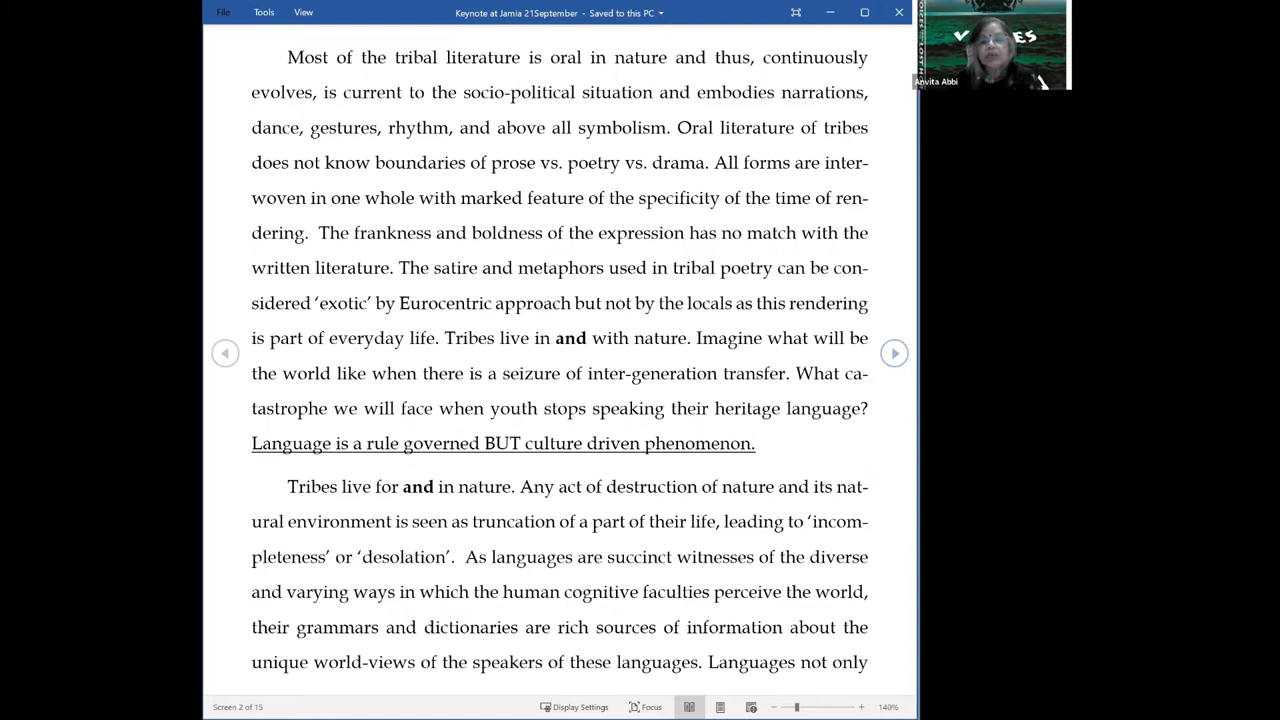 File Tools View Keynote at Jamia 21September - Saved to this PC
Most of the tribal literature is oral in nature and thus, continuously
evolves, is current to the socio-political situation and embodies narrations,
dance, gestures, rhythm, and above all symbolism. Oral literature of tribes
does not know boundaries of prose vs. poetry vs. drama. All forms are inter-
woven in one whole with marked feature of the specificity of the time of ren-
dering.  The frankness and boldness of the expression has no match with the
written literature. The satire and metaphors used in tribal poetry can be con-
sidered ‘exotic’ by Eurocentric approach but not by the locals as this rendering
is part of everyday life. Tribes live in and with nature. Imagine what will be
the world like when there is a seizure of inter-generation transfer. What ca-
tastrophe we will face when youth stops speaking their heritage language?
Language is a rule governed BUT culture driven phenomenon.
Tribes live for and in nature. Any act of destruction of nature and its nat-
ural environment is seen as truncation of a part of their life, leading to ‘incom-
pleteness’ or ‘desolation’.  As languages are succinct witnesses of the diverse
and varying ways in which the human cognitive faculties perceive the world,
their grammars and dictionaries are rich sources of information about the
unique world-views of the speakers of these languages. Languages not only
Screen 2 of 15 Display Settings Focus 140%
Anvita Abbi